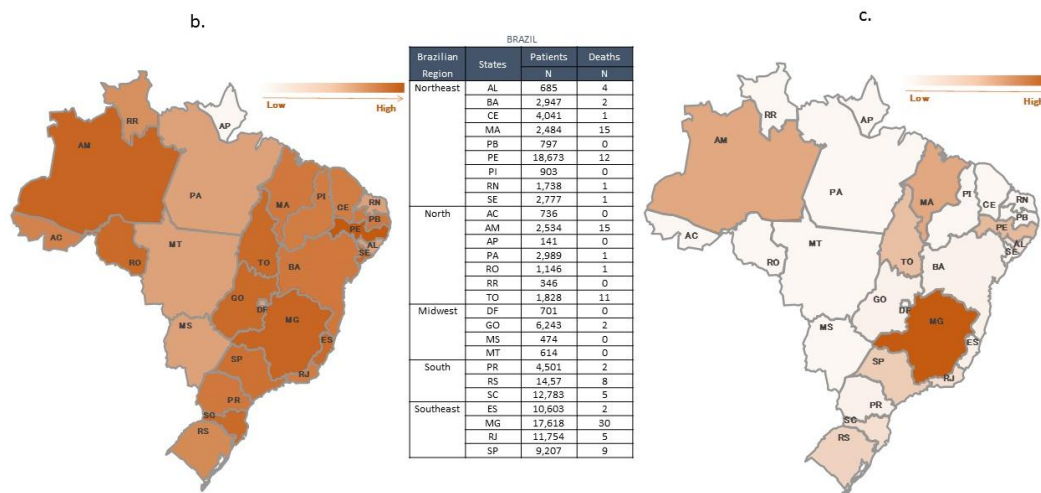 b.
Low
High
RR
AP
AM
PA
MA
CE
RN
PI
PB
PE
AL
SE
AC
RO
TO
MT
BA
GO
DF
MG
MS
ES
SP
RJ
PR
SC
RS
BRAZIL
Brazilian Region States Patients N Deaths N
Northeast AL 685 4
BA 2,947 2
CE 4,041 1
MA 2,484 15
PB 797 0
PE 18,673 12
PI 903 0
RN 1,738 1
SE 2,777 1
North AC 736 0
AM 2,534 15
AP 141 0
PA 2,989 1
RO 1,146 1
RR 346 0
TO 1,828 11
Midwest DF 701 0
GO 6,243 2
MS 474 0
MT 614 0
South PR 4,501 2
RS 14,57 8
SC 12,783 5
Southeast ES 10,603 2
MG 17,618 30
RJ 11,754 5
SP 9,207 9
c.
Low
High
RR
AP
AM
PA
MA
CE
RN
PI
PB
PE
AL
SE
AC
RO
TO
MT
BA
GO
DF
MG
MS
ES
SP
RJ
PR
SC
RS